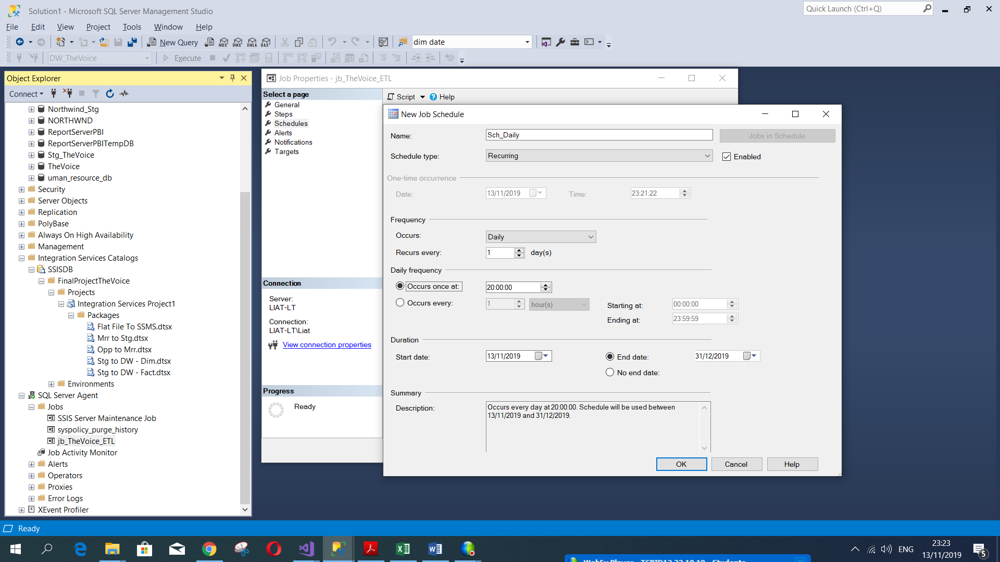 Solution1 - Microsoft SQL Server Management Studio
Quick Launch (Ctrl+Q)
File Edit View Project Tools Window Help
New Query MDX DMX XMLA DAX dim date
DW_TheVoice Execute
Object Explorer
Connect
Northwind_Stg
NORTHWND
ReportServerPBI
ReportServerPBITempDB
Stg_TheVoice
TheVoice
uman_resource_db
Security
Server Objects
Replication
PolyBase
Always On High Availability
Management
Integration Services Catalogs
SSISDB
FinalProjectTheVoice
Projects
Integration Services Project1
Packages
Flat File To SSMS.dtsx
Mrr to Stg.dtsx
Opp to Mrr.dtsx
Stg to DW - Dim.dtsx
Stg to DW - Fact.dtsx
Environments
SQL Server Agent
Jobs
SSIS Server Maintenance Job
syspolicy_purge_history
jb_TheVoice_ETL
Job Activity Monitor
Alerts
Operators
Proxies
Error Logs
XEvent Profiler
Job Properties - jb_TheVoice_ETL
Select a page
General
Steps
Schedules
Alerts
Notifications
Targets
Script Help
Connection
Server:
LIAT-LT
Connection:
LIAT-LT\Liat
View connection properties
Progress
Ready
New Job Schedule
Name: Sch_Daily Jobs in Schedule
Schedule type: Recurring Enabled
One-time occurrence
Date: 13/11/2019 Time: 23:21:22
Frequency
Occurs: Daily
Recurs every: 1 day(s)
Daily frequency
Occurs once at: 20:00:00
Occurs every: 1 hour(s) Starting at: 00:00:00
Ending at: 23:59:59
Duration
Start date: 13/11/2019 End date: 31/12/2019
No end date:
Summary
Description: Occurs every day at 20:00:00. Schedule will be used between
13/11/2019 and 31/12/2019.
OK Cancel Help
Ready
ENG
23:23
13/11/2019
5